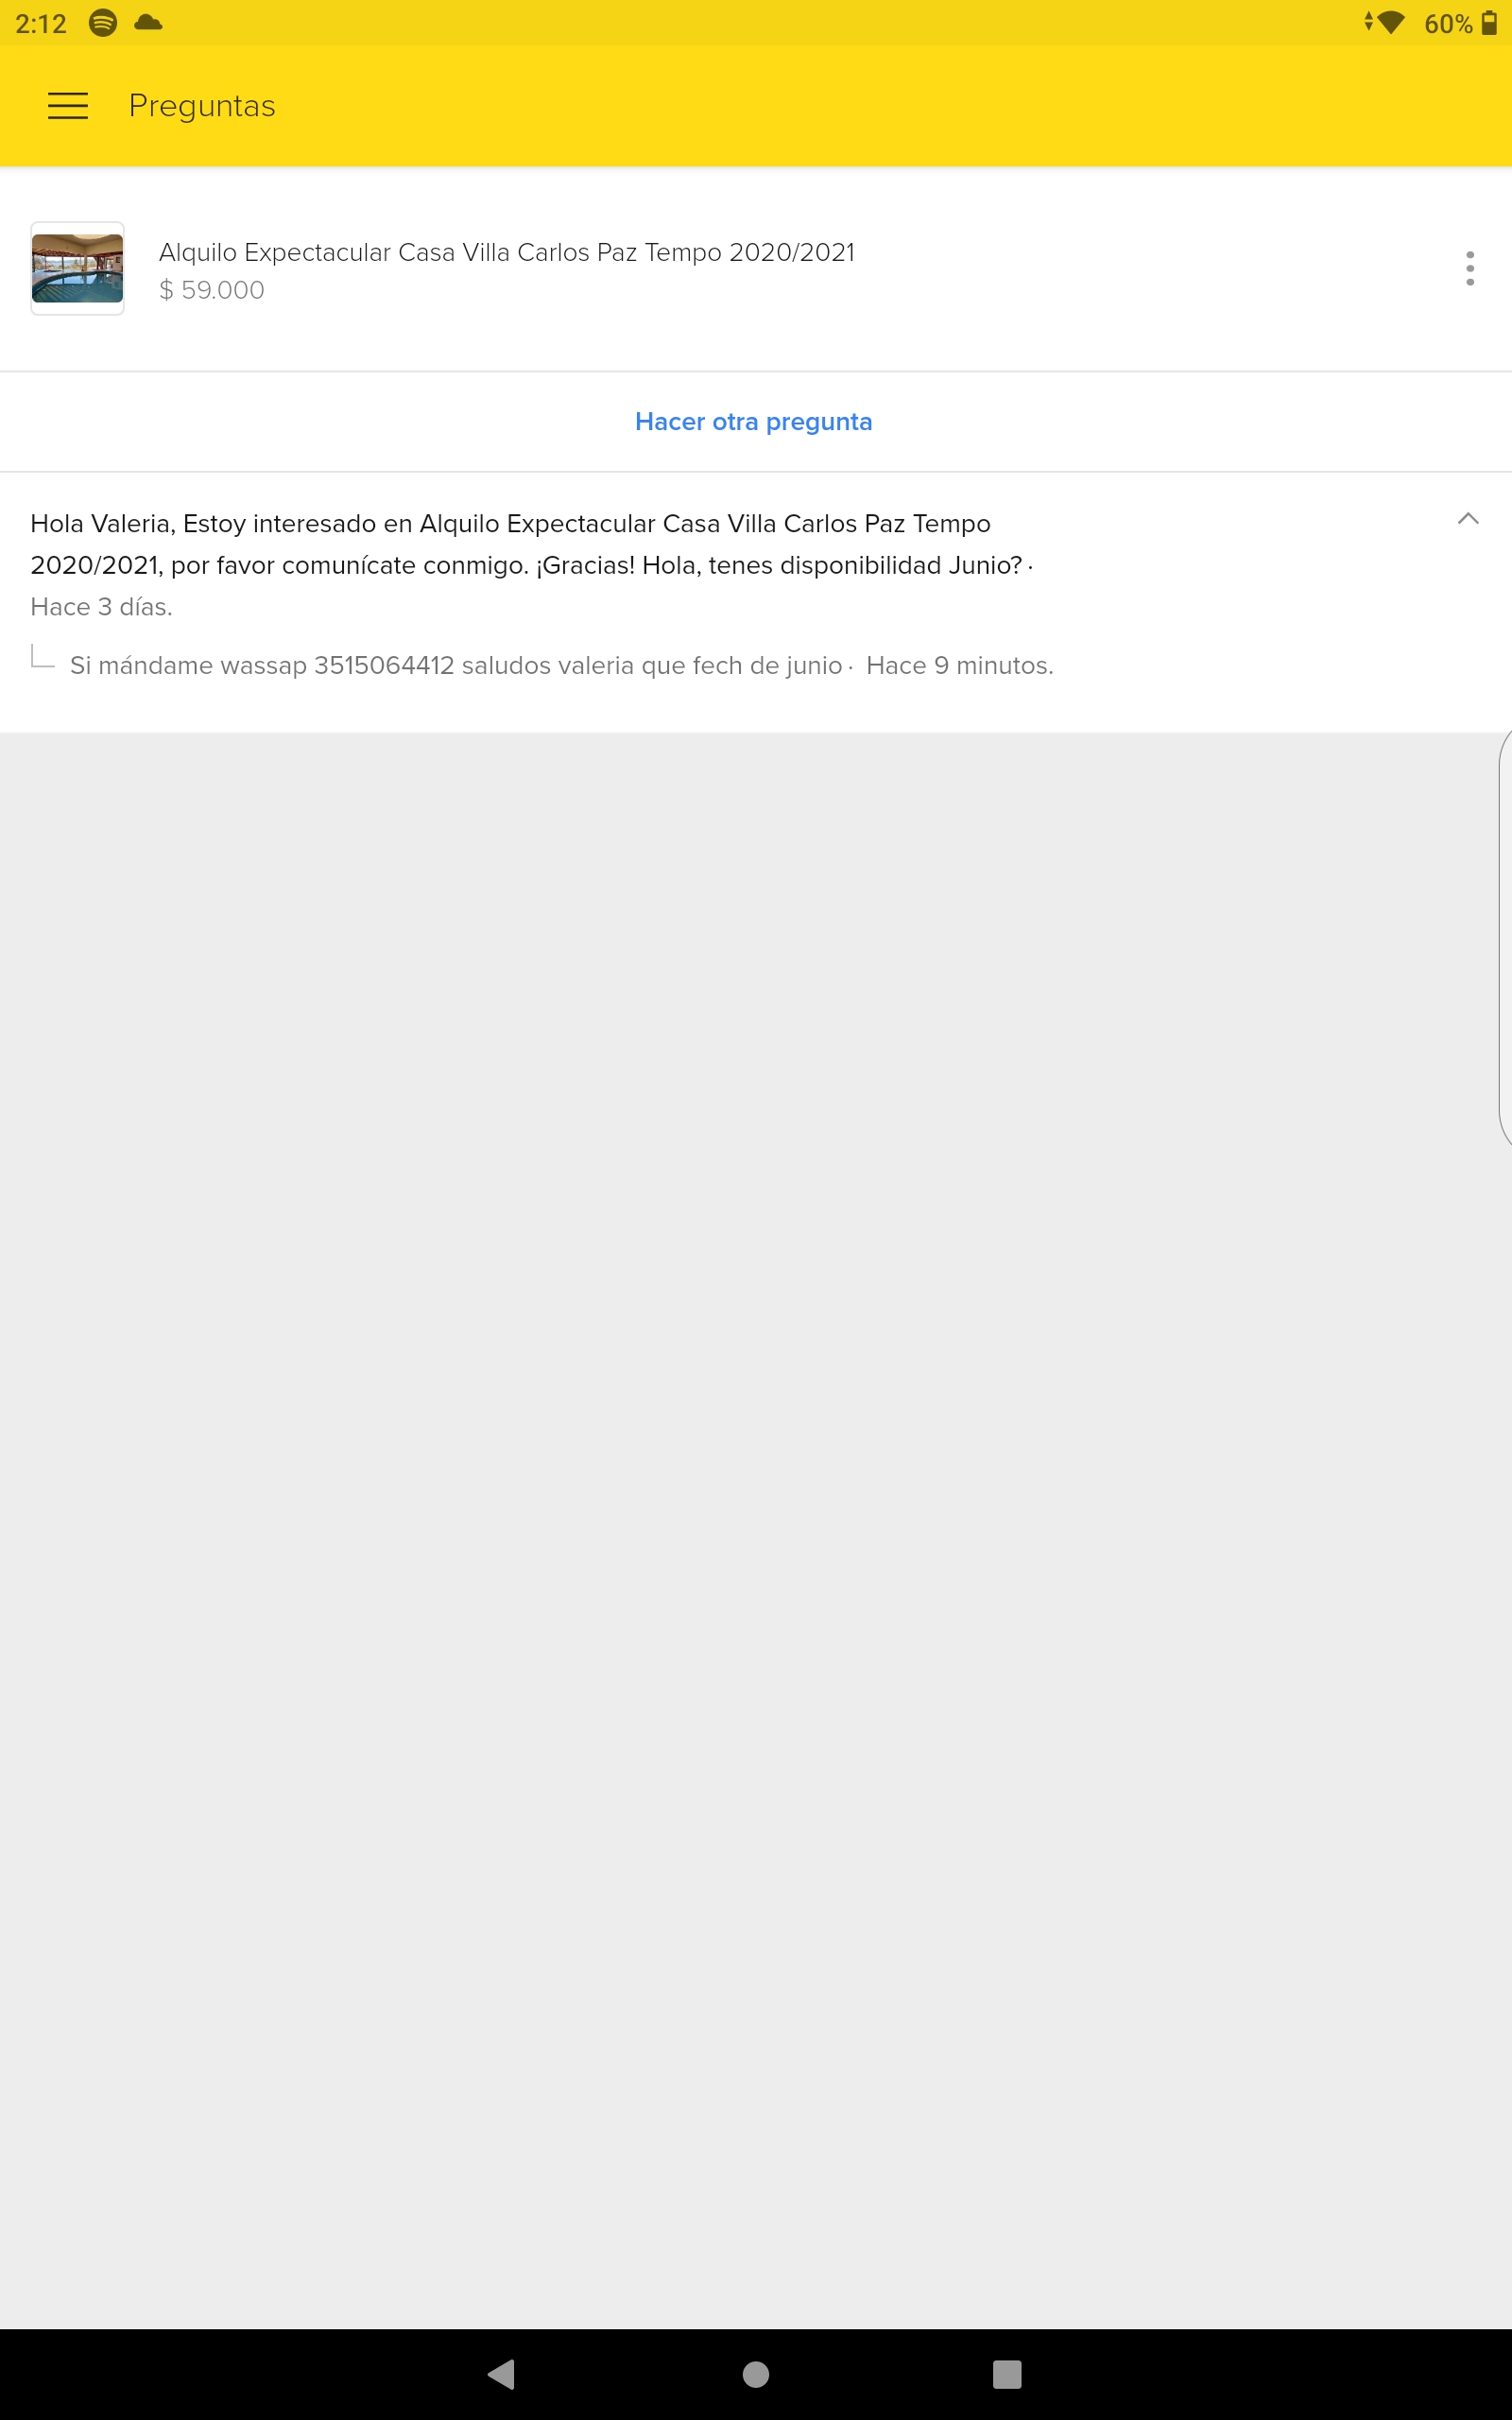 2:12 60%
Preguntas
Alquilo Expectacular Casa Villa Carlos Paz Tempo 2020/2021
$ 59.000
Hacer otra pregunta
Hola Valeria, Estoy interesado en Alquilo Expectacular Casa Villa Carlos Paz Tempo
2020/2021, por favor comunícate conmigo. ¡Gracias! Hola, tenes disponibilidad Junio? ·
Hace 3 días.
Si mándame wassap 3515064412 saludos valeria que fech de junio · Hace 9 minutos.